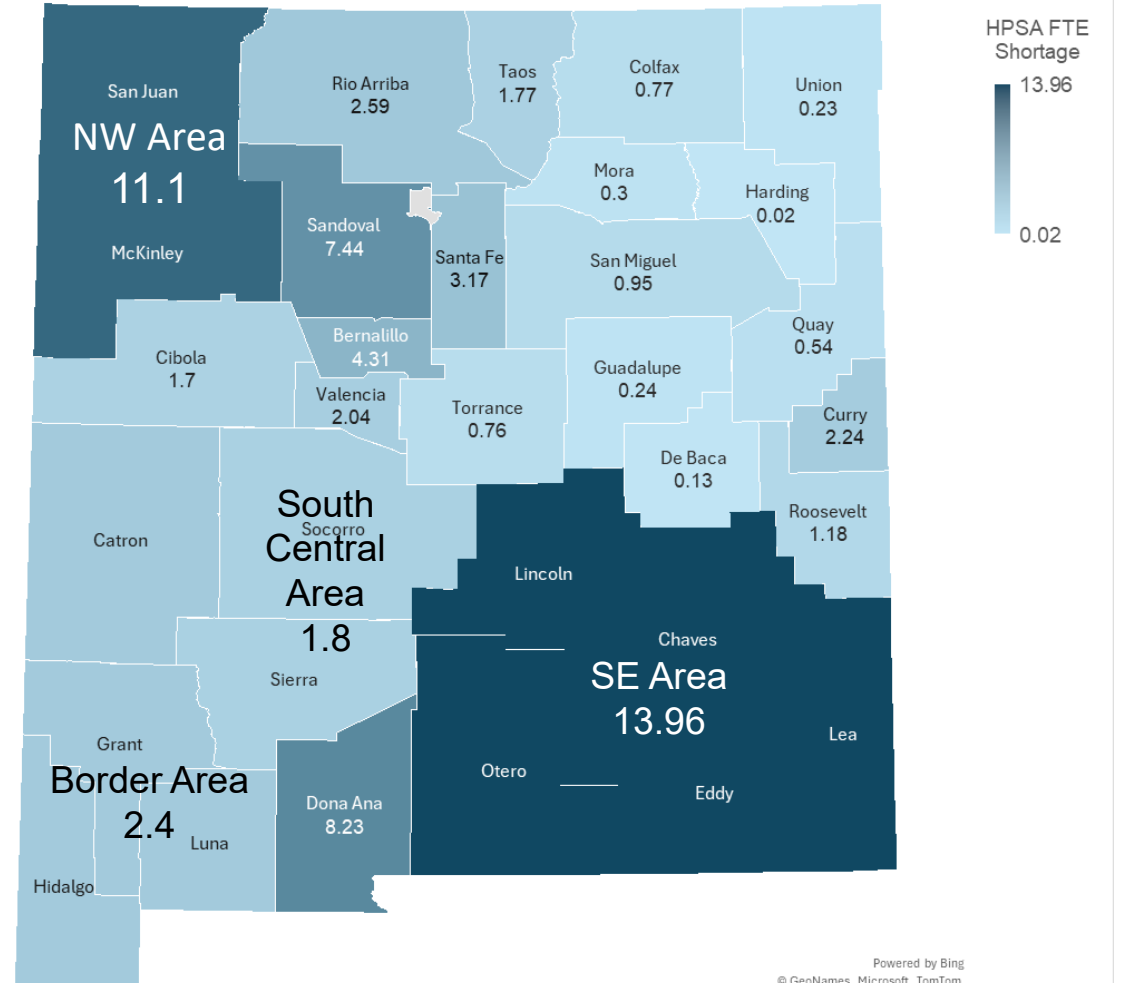 HPSA FTE
Shortage
13.96
0.02
San Juan
NW Area
11.1
McKinley
Rio Arriba
2.59
Taos
1.77
Colfax
0.77
Union
0.23
Mora
0.3
Harding
0.02
Sandoval
7.44
Santa Fe
3.17
San Miguel
0.95
Quay
0.54
Bernalillo
4.31
Cibola
1.7
Valencia
2.04
Torrance
0.76
Guadalupe
0.24
Curry
2.24
De Baca
0.13
Roosevelt
1.18
Catron
South
Socorro
Central
Area
1.8
Sierra
Lincoln
Chaves
SE Area
13.96
Lea
Otero
Eddy
Grant
Border Area
2.4
Luna
Hidalgo
Dona Ana
8.23
Powered by Bing
© GeoNames, Microsoft, TomTom